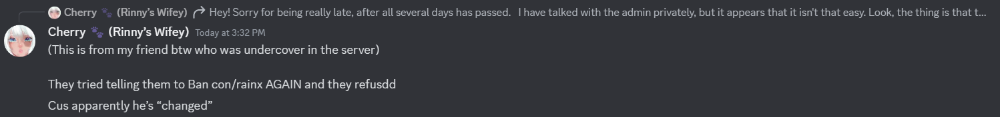 Cherry 🐾 (Rinny’s Wifey) Hey! Sorry for being really late, after all several days has passed. I have talked with the admin privately, but it appears that it isn't that easy. Look, the thing is that t...
Cherry 🐾 (Rinny’s Wifey) Today at 3:32 PM
(This is from my friend btw who was undercover in the server)
They tried telling them to Ban con/rainx AGAIN and they refusdd
Cus apparently he’s “changed”